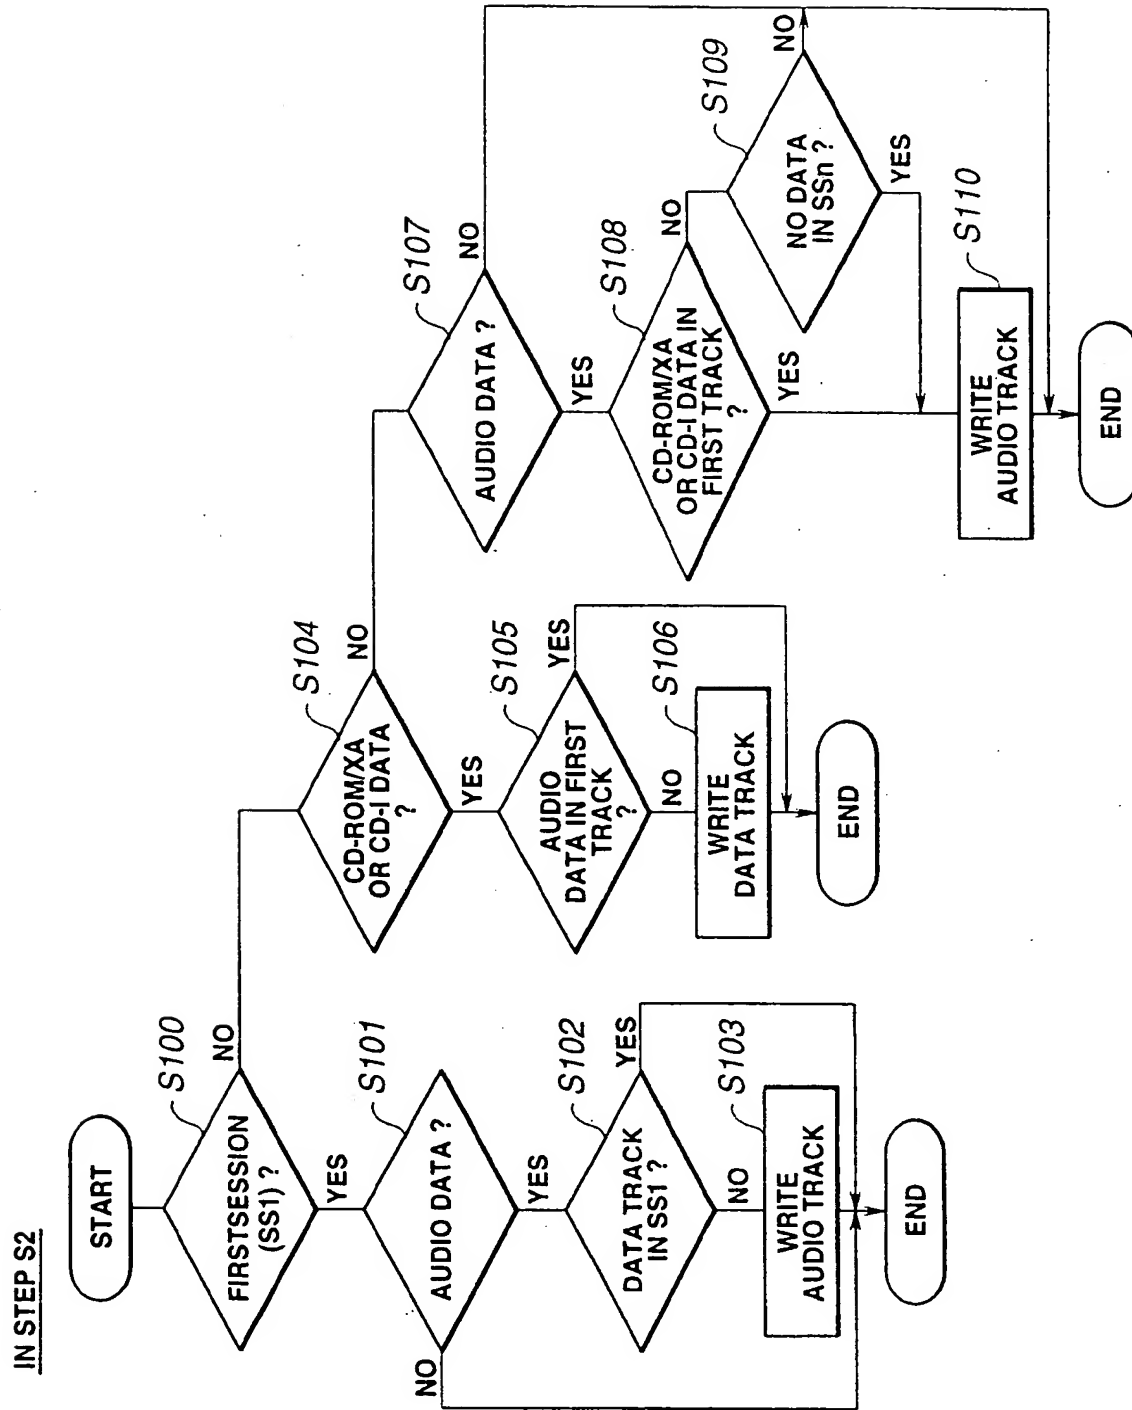 IN STEP S2
START
S100
FIRSTSESSION
(SS1) ?
NO
YES
S101
AUDIO DATA ?
NO
YES
S102
DATA TRACK
IN SS1 ?
YES
NO
S103
WRITE
AUDIO TRACK
END
S104
CD-ROM/XA
OR CD-I DATA
?
NO
YES
S105
AUDIO
DATA IN FIRST
TRACK
?
YES
NO
S106
WRITE
DATA TRACK
END
S107
AUDIO DATA ?
NO
YES
S108
CD-ROM/XA
OR CD-I DATA IN
FIRST TRACK
?
NO
YES
S109
NO DATA
IN SSn ?
NO
YES
S110
WRITE
AUDIO TRACK
END